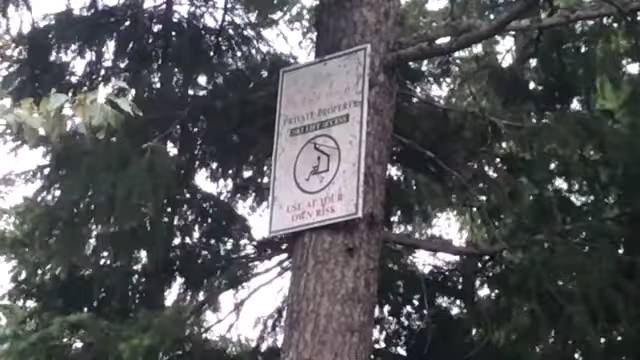 PRIVATE PROPERTY
SKI LIFT ACCESS
USE AT YOUR
OWN RISK